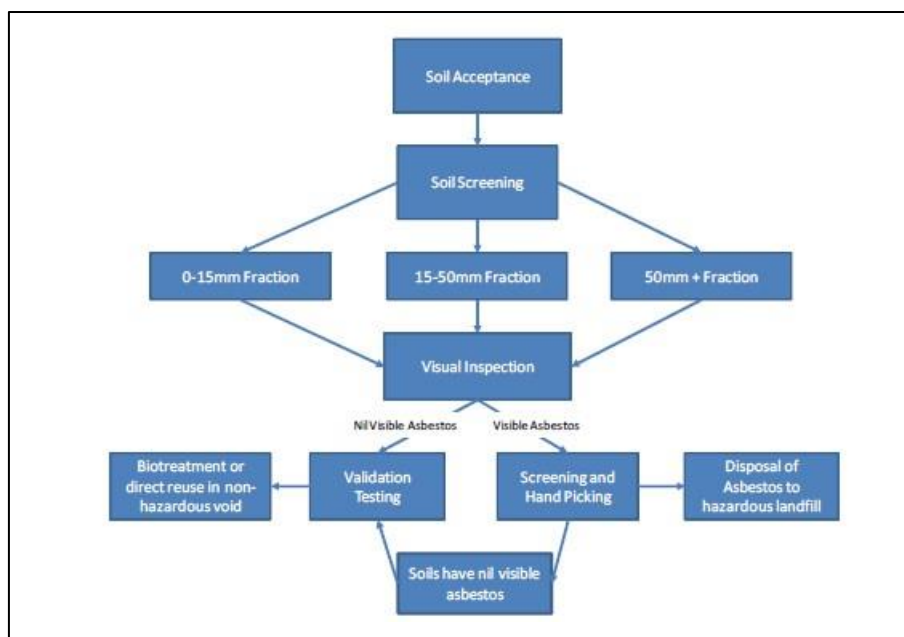 Soil Acceptance
Soil Screening
0-15mm Fraction
15-50mm Fraction
50mm + Fraction
Visual Inspection
Nil Visible Asbestos
Visible Asbestos
Biotreatment or
direct reuse in non-
hazardous void
Validation
Testing
Screening and
Hand Picking
Disposal of
Asbestos to
hazardous landfill
Soils have nil visible
asbestos